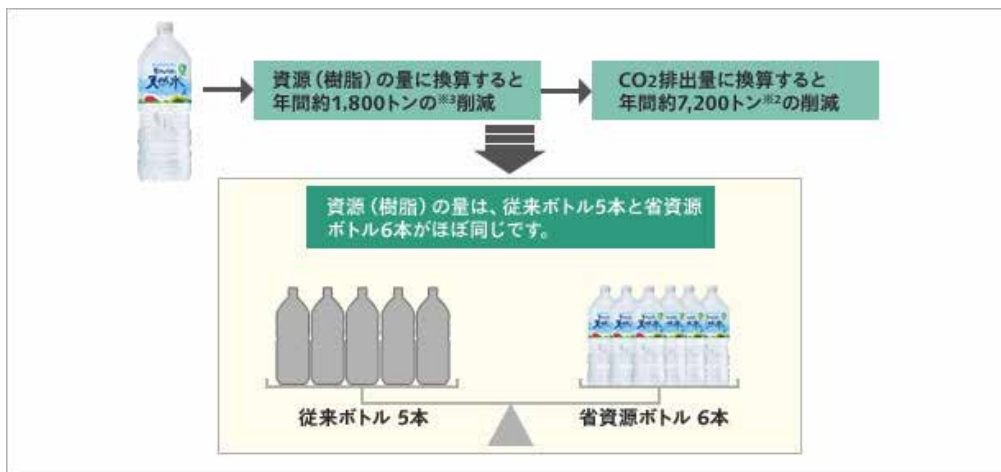 天然水
資源（樹脂）の量に換算すると
年間約1,800トンの※3削減
CO2排出量に換算すると
年間約7,200トン※2の削減
資源（樹脂）の量は、従来ボトル5本と省資源
ボトル6本がほぼ同じです。
従来ボトル 5本
省資源ボトル 6本